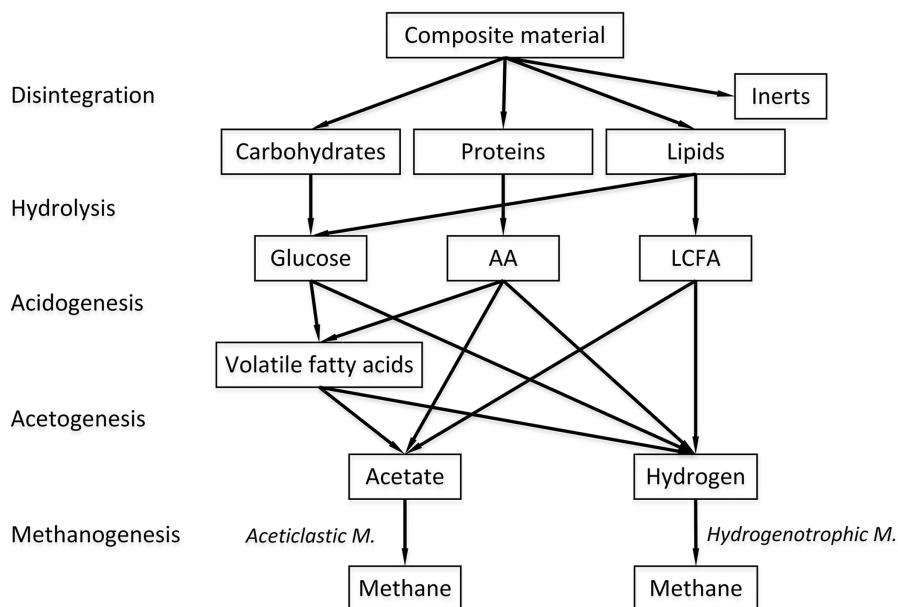 Composite material
Disintegration
Inerts
Carbohydrates
Proteins
Lipids
Hydrolysis
Glucose
AA
LCFA
Acidogenesis
Volatile fatty acids
Acetogenesis
Acetate
Hydrogen
Methanogenesis
Aceticlastic M.
Hydrogenotrophic M.
Methane
Methane